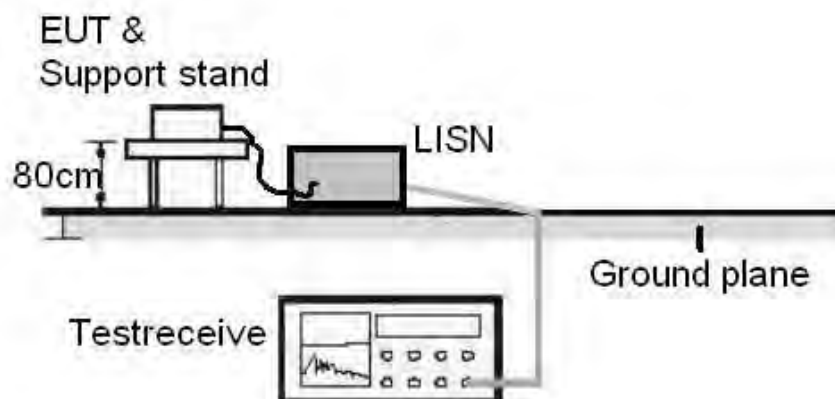 EUT &
Support stand
LISN
80cm
Ground plane
Testreceive